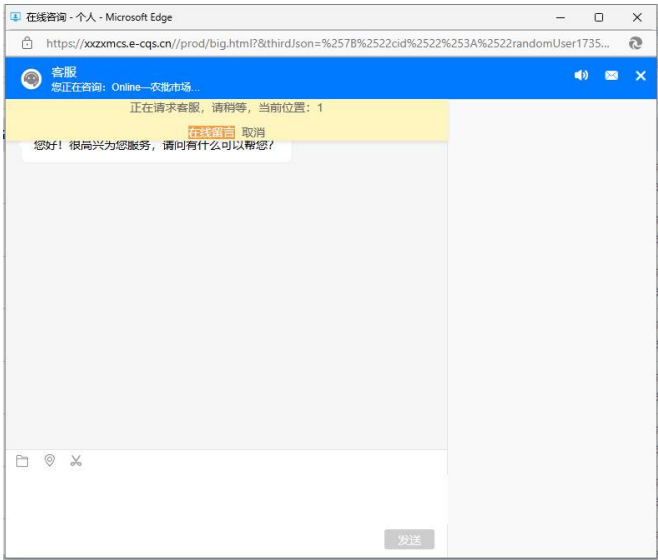 在线咨询 - 个人 - Microsoft Edge
https://xxzxmcs.e-cqs.cn//prod/big.html?&thirdJson=%257B%2522cid%2522%253A%2522randomUser1735...
客服
您正在咨询：Online—农批市场...
正在请求客服，请稍等，当前位置：1
在线留言 取消
您好！很高兴为您服务，请问有什么可以帮您？
发送